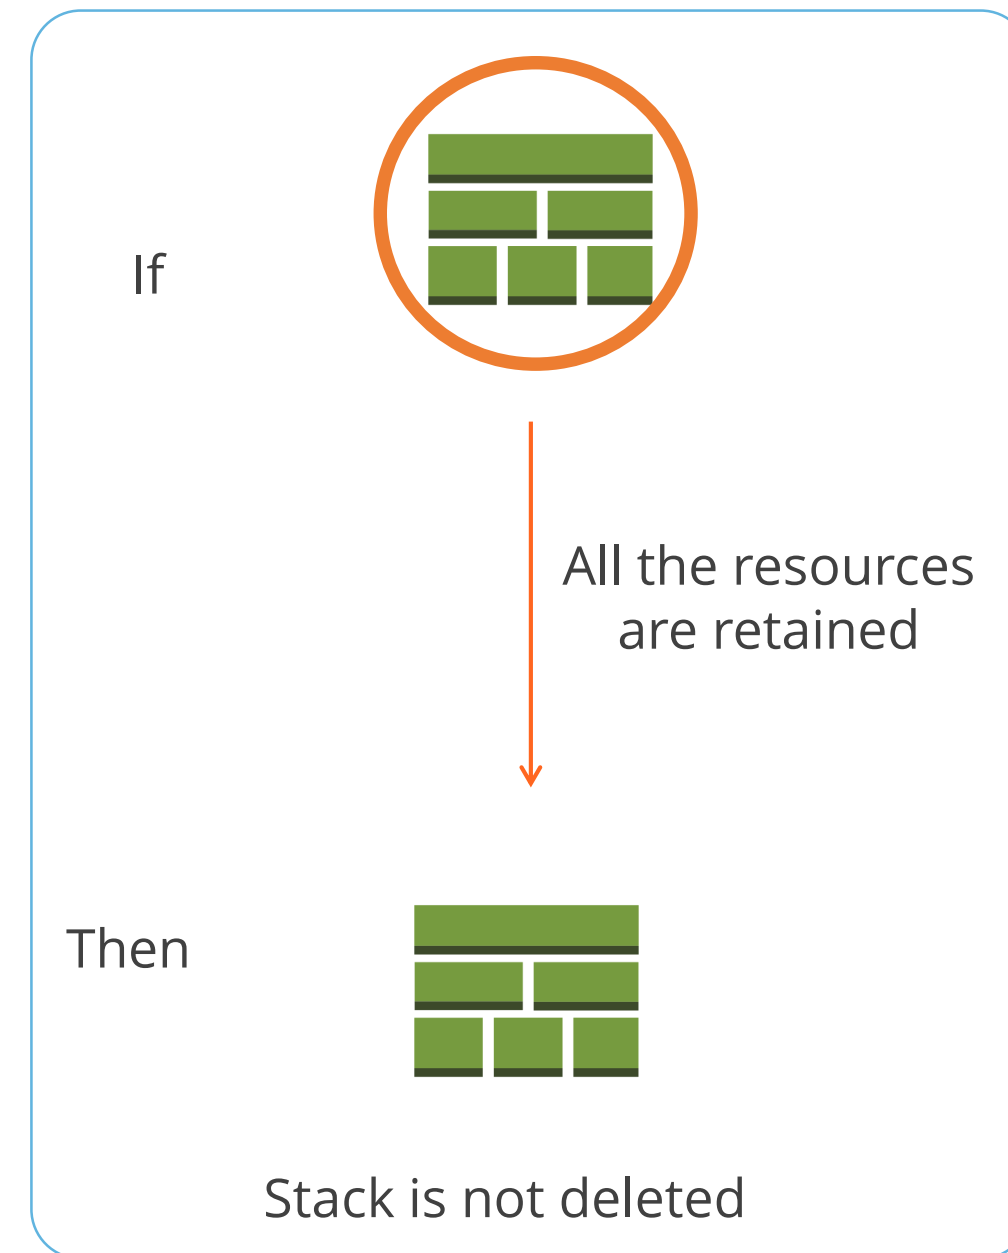 If
All the resources
are retained
Then
Stack is not deleted